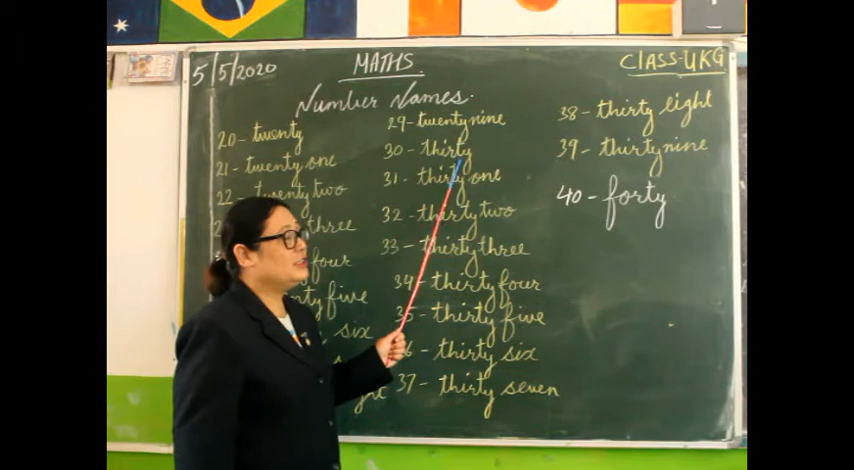 5/5/2020
MATHS
CLASS-UKG
Number Names.
20 - twenty
21 - twenty one
22 - twenty two
three
four
five
six
29 - twentynine
30 - thirty
31 - thirty one
32 - thirty two
33 - thirty three
34 - thirty four
35 - thirty five
6 - thirty six
37 - thirty seven
38 - thirty eight
39 - thirty nine
40 - forty